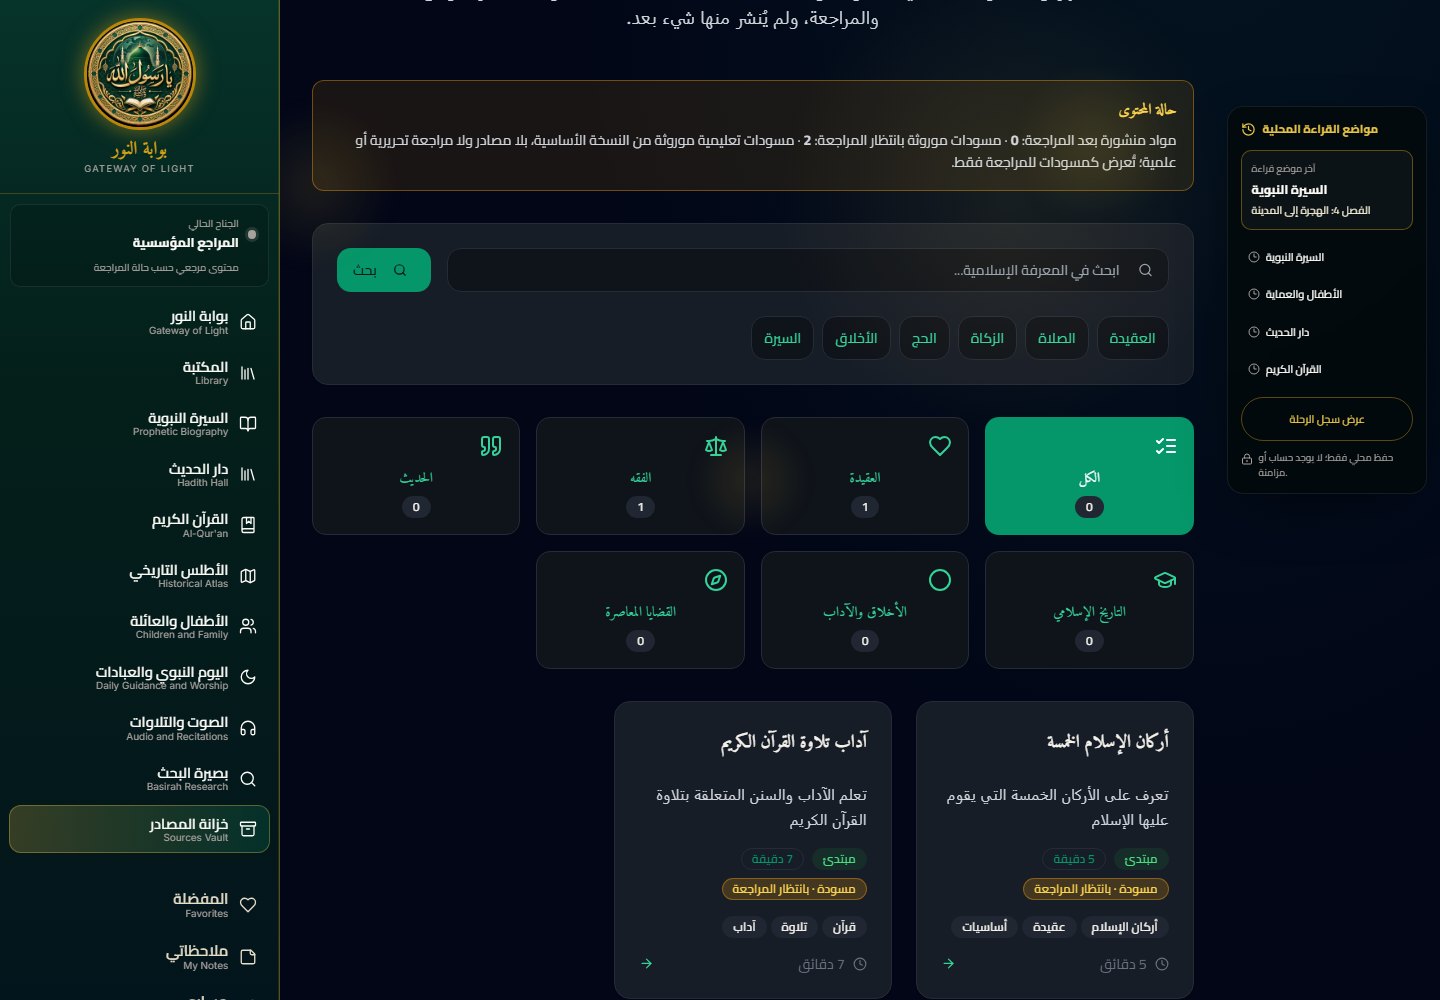 والمراجعة، ولم يُنشر منها شيء بعد.
حالة المحتوى
مواد منشورة بعد المراجعة: 0 · مسودات موروثة بانتظار المراجعة: 2 · مسودات تعليمية موروثة من النسخة الأساسية، بلا مصادر ولا مراجعة تحريرية أو
علمية؛ تُعرض كمسودات للمراجعة فقط.
ابحث في المعرفة الإسلامية...
بحث
العقيدة
الصلاة
الزكاة
الحج
الأخلاق
السيرة
الكل
0
العقيدة
1
الفقه
1
الحديث
0
التاريخ الإسلامي
0
الأخلاق والآداب
0
القضايا المعاصرة
0
أركان الإسلام الخمسة
تعرف على الأركان الخمسة التي يقوم
عليها الإسلام
مبتدئ
5 دقيقة
مسودة · بانتظار المراجعة
أركان الإسلام
عقيدة
أساسيات
5 دقائق
آداب تلاوة القرآن الكريم
تعلم الآداب والسنن المتعلقة بتلاوة
القرآن الكريم
مبتدئ
7 دقيقة
مسودة · بانتظار المراجعة
قرآن
تلاوة
آداب
7 دقائق
مواضع القراءة المحلية
آخر موضع قراءة
السيرة النبوية
الفصل 4: الهجرة إلى المدينة
السيرة النبوية
الأطفال والعماية
دار الحديث
القرآن الكريم
عرض سجل الرحلة
حفظ محلي فقط؛ لا يوجد حساب أو
مزامنة.
يا رسول الله
بوابة النور
GATEWAY OF LIGHT
الجناح الحالي
المراجع المؤسسية
محتوى مرجعي حسب حالة المراجعة
بوابة النور
Gateway of Light
المكتبة
Library
السيرة النبوية
Prophetic Biography
دار الحديث
Hadith Hall
القرآن الكريم
Al-Qur'an
الأطلس التاريخي
Historical Atlas
الأطفال والعائلة
Children and Family
اليوم النبوي والعبادات
Daily Guidance and Worship
الصوت والتلاوات
Audio and Recitations
بصيرة البحث
Basirah Research
خزانة المصادر
Sources Vault
المفضلة
Favorites
ملاحظاتي
My Notes